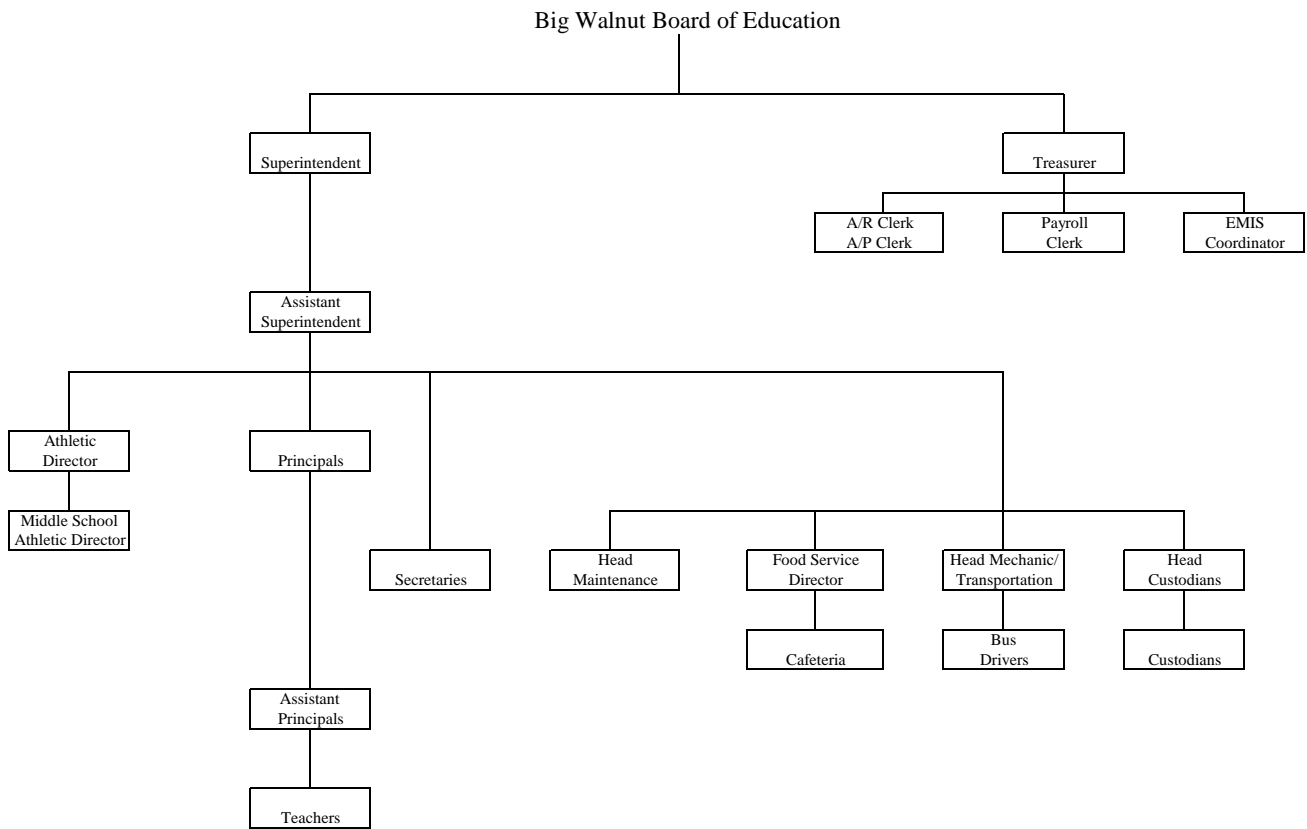 Big Walnut Board of Education
Superintendent
Treasurer
A/R Clerk
A/P Clerk
Payroll
Clerk
EMIS
Coordinator
Assistant
Superintendent
Athletic
Director
Principals
Middle School
Athletic Director
Secretaries
Head
Maintenance
Food Service
Director
Head Mechanic/
Transportation
Head
Custodians
Cafeteria
Bus
Drivers
Custodians
Assistant
Principals
Teachers